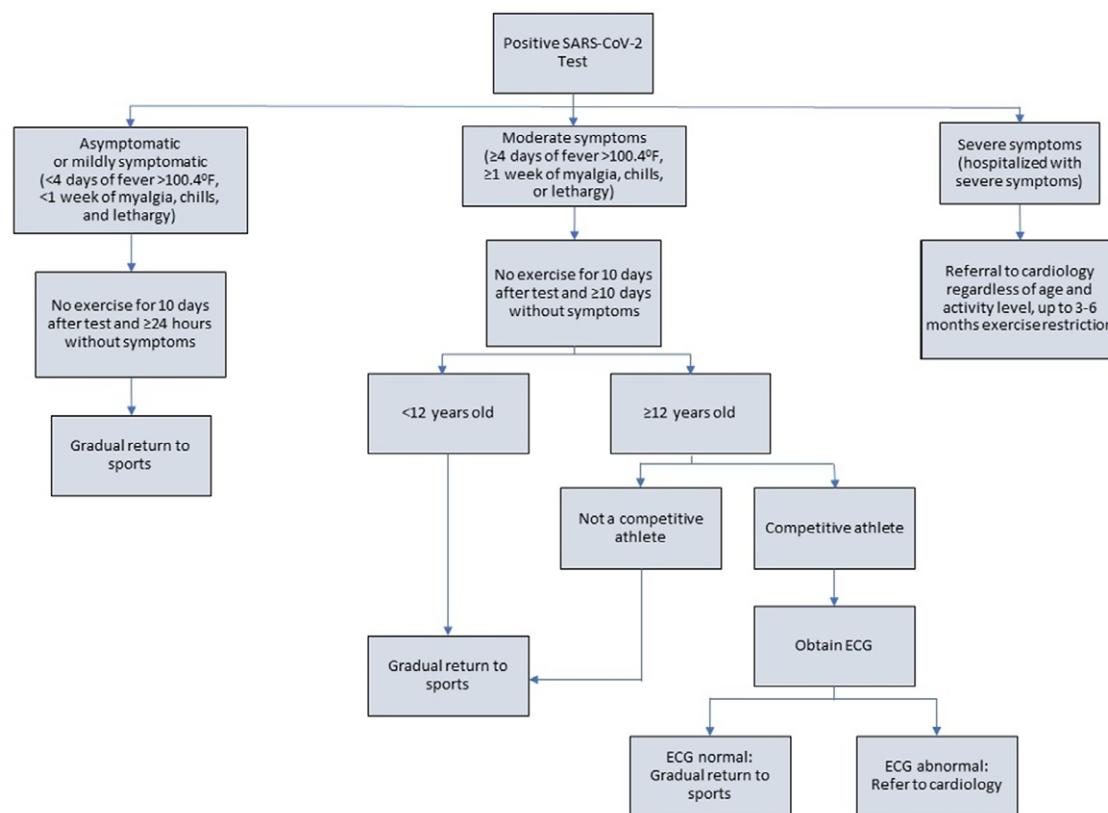 Positive SARS-CoV-2
Test
Asymptomatic
or mildly symptomatic
(<4 days of fever >100.4⁰F,
<1 week of myalgia, chills,
and lethargy)
Moderate symptoms
(≥4 days of fever >100.4⁰F,
≥1 week of myalgia, chills,
or lethargy)
Severe symptoms
(hospitalized with
severe symptoms)
No exercise for 10 days
after test and ≥24 hours
without symptoms
No exercise for 10 days
after test and ≥10 days
without symptoms
Referral to cardiology
regardless of age and
activity level, up to 3-6
months exercise restriction
<12 years old
≥12 years old
Gradual return to
sports
Not a competitive
athlete
Competitive athlete
Obtain ECG
Gradual return to
sports
ECG normal:
Gradual return to
sports
ECG abnormal:
Refer to cardiology